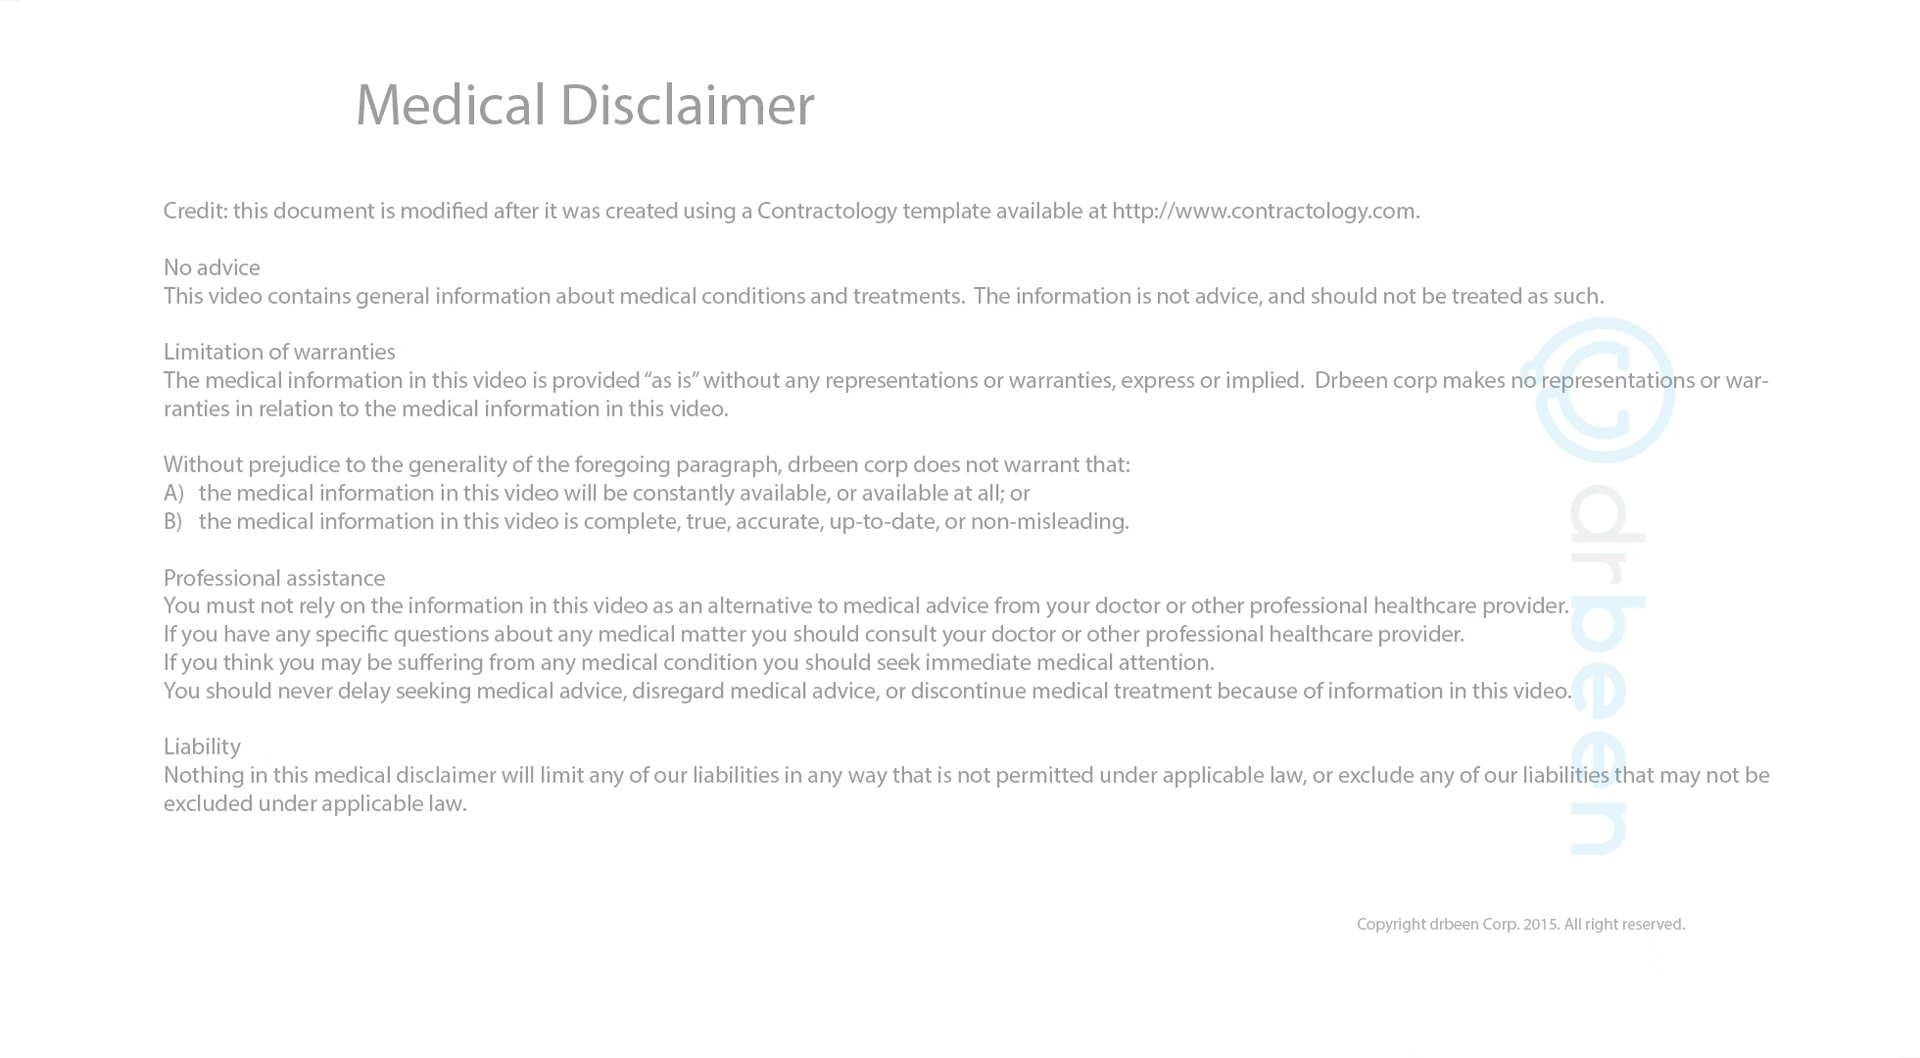 Medical Disclaimer
Credit: this document is modified after it was created using a Contractology template available at http://www.contractology.com.
No advice
This video contains general information about medical conditions and treatments.  The information is not advice, and should not be treated as such.
Limitation of warranties
The medical information in this video is provided “as is” without any representations or warranties, express or implied.  Drbeen corp makes no representations or war-
ranties in relation to the medical information in this video.
Without prejudice to the generality of the foregoing paragraph, drbeen corp does not warrant that:
A)  the medical information in this video will be constantly available, or available at all; or
B)  the medical information in this video is complete, true, accurate, up-to-date, or non-misleading.
Professional assistance
You must not rely on the information in this video as an alternative to medical advice from your doctor or other professional healthcare provider.
If you have any specific questions about any medical matter you should consult your doctor or other professional healthcare provider.
If you think you may be suffering from any medical condition you should seek immediate medical attention.
You should never delay seeking medical advice, disregard medical advice, or discontinue medical treatment because of information in this video.
Liability
Nothing in this medical disclaimer will limit any of our liabilities in any way that is not permitted under applicable law, or exclude any of our liabilities that may not be
excluded under applicable law.
drbeen
Copyright drbeen Corp. 2015. All right reserved.